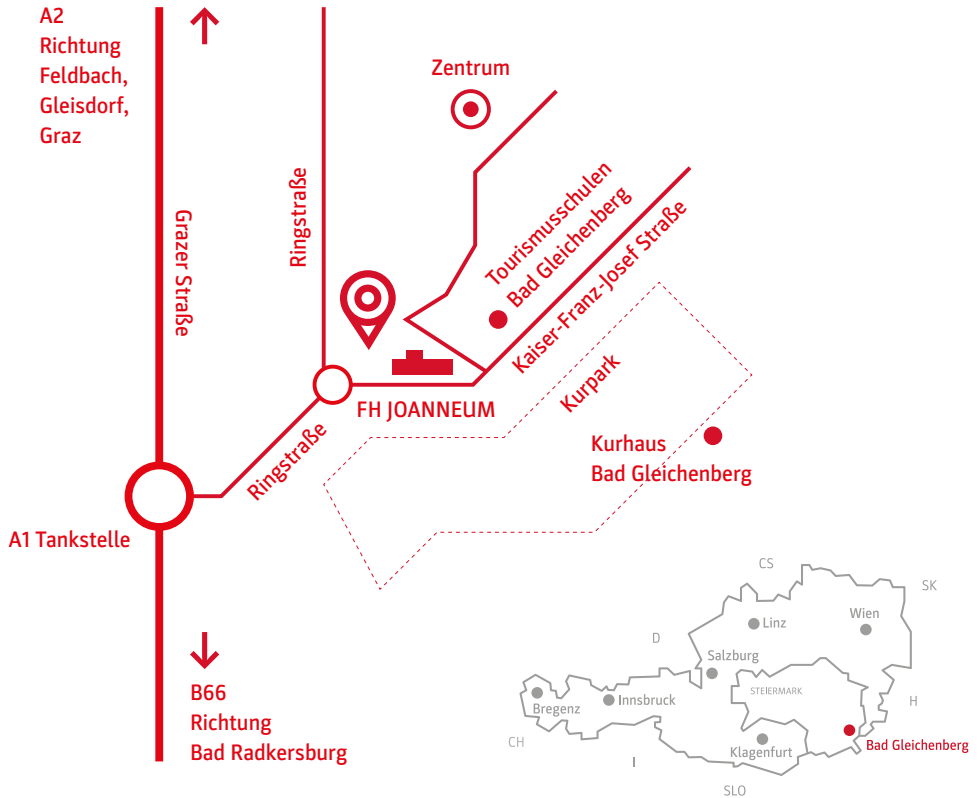 A2
Richtung
Feldbach,
Gleisdorf,
Graz
Zentrum
Grazer Straße
Ringstraße
Tourismusschulen
Bad Gleichenberg
Kaiser-Franz-Josef Straße
FH JOANNEUM
Kurpark
Ringstraße
Kurhaus
Bad Gleichenberg
A1 Tankstelle
B66
Richtung
Bad Radkersburg
CS
SK
Linz
Wien
D
Salzburg
STEIERMARK
Innsbruck
Bregenz
H
CH
Klagenfurt
Bad Gleichenberg
I
SLO